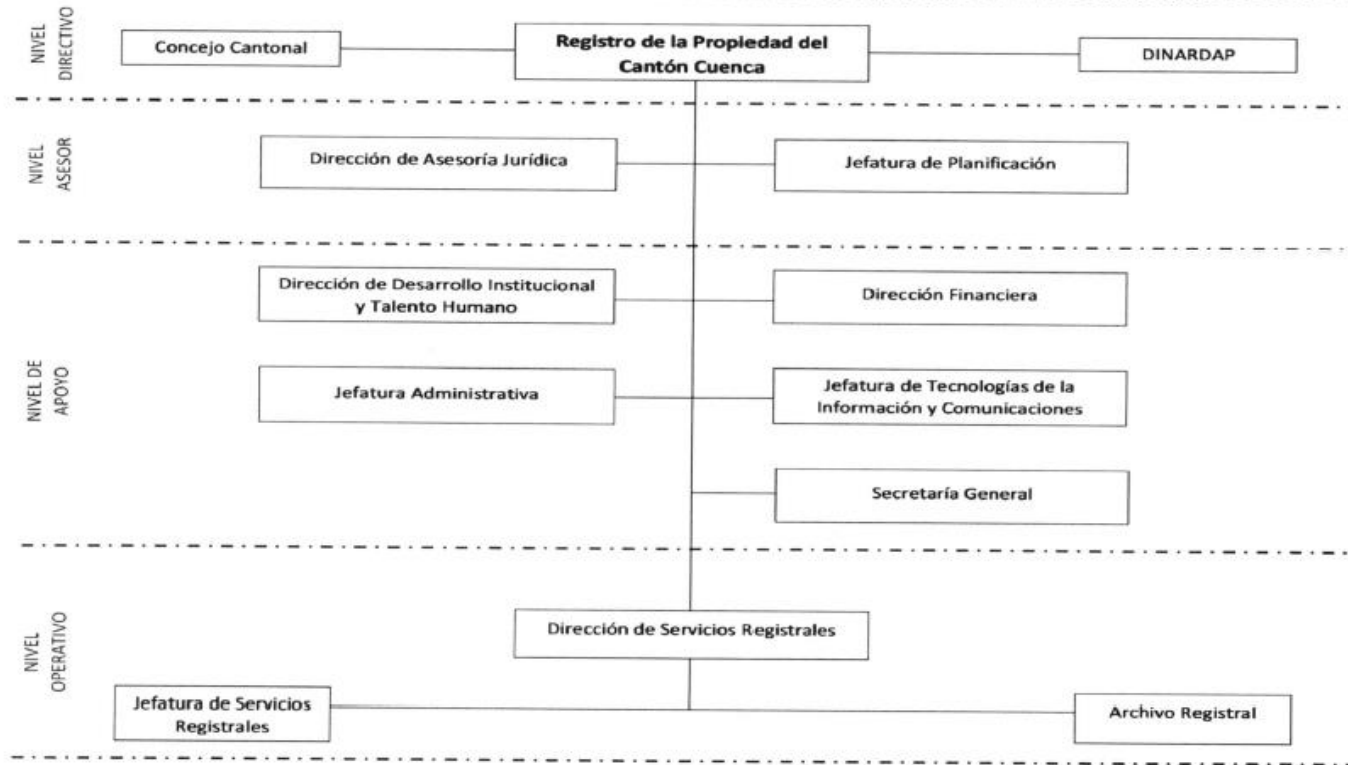 NIVEL
DIRECTIVO
Concejo Cantonal
Registro de la Propiedad del
Cantón Cuenca
DINARDAP
NIVEL
ASESOR
Dirección de Asesoría Jurídica
Jefatura de Planificación
NIVEL DE
APOYO
Dirección de Desarrollo Institucional
y Talento Humano
Dirección Financiera
Jefatura Administrativa
Jefatura de Tecnologías de la
Información y Comunicaciones
Secretaría General
NIVEL
OPERATIVO
Dirección de Servicios Registrales
Jefatura de Servicios
Registrales
Archivo Registral